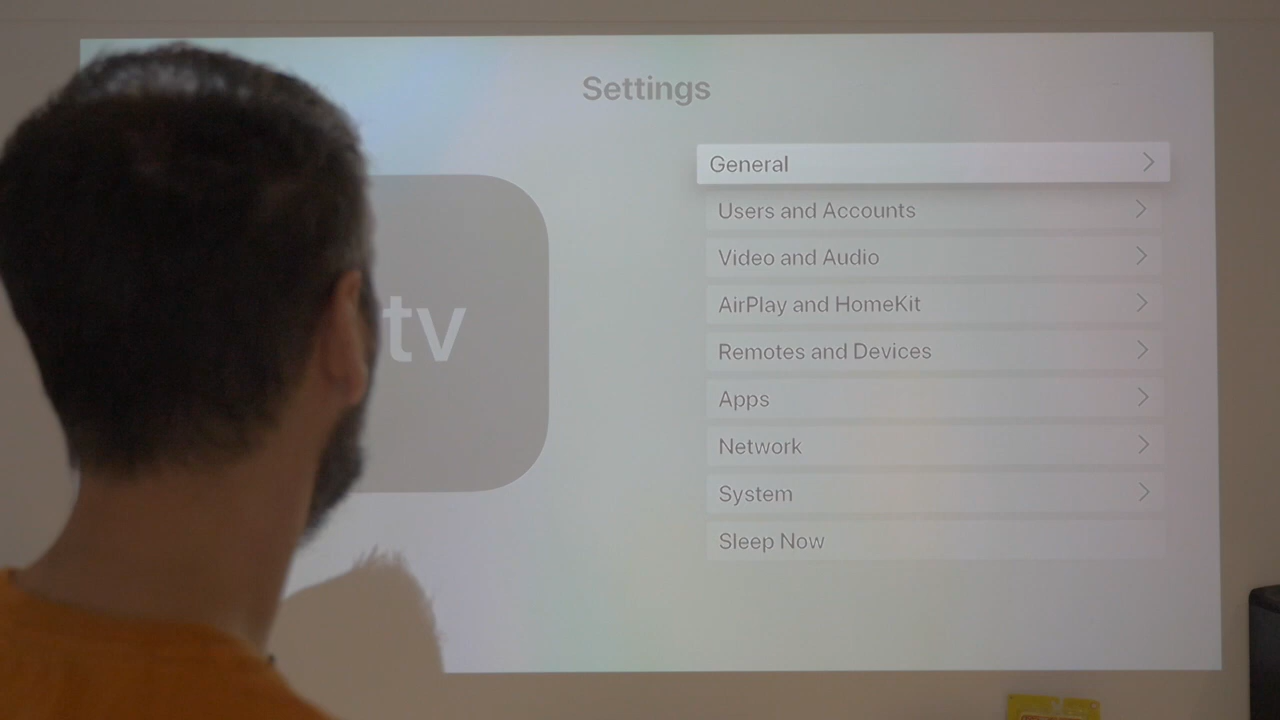 Settings
General
Users and Accounts
Video and Audio
tv
AirPlay and HomeKit
Remotes and Devices
Apps
Network
System
Sleep Now